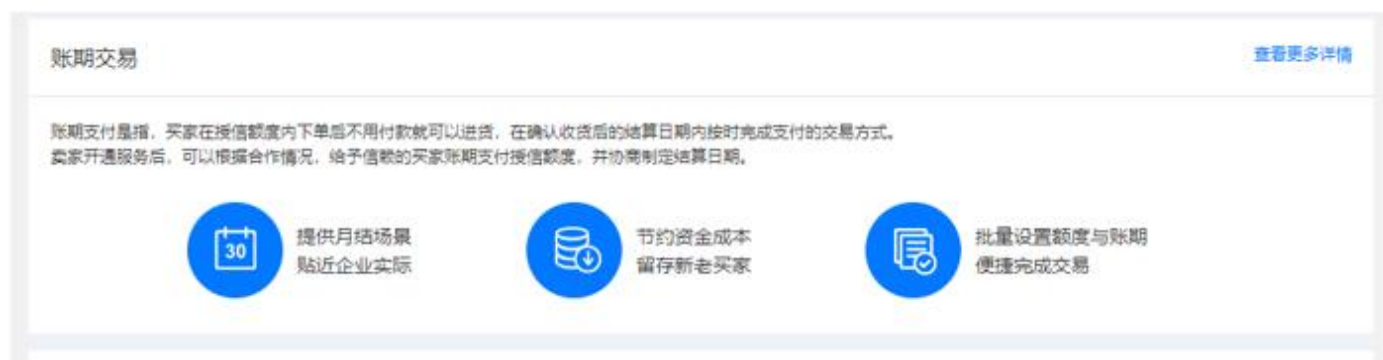 账期交易
查看更多详情
账期支付是指，买家在授信额度内下单后不用付款就可以进货，在确认收货后的结算日期内按时完成支付的交易方式。
卖家开通服务后，可以根据合作情况，给予信赖的买家账期支付授信额度，并协商制定结算日期。
30
提供月结场景
贴近企业实际
节约资金成本
留存新老买家
批量设置额度与账期
便捷完成交易